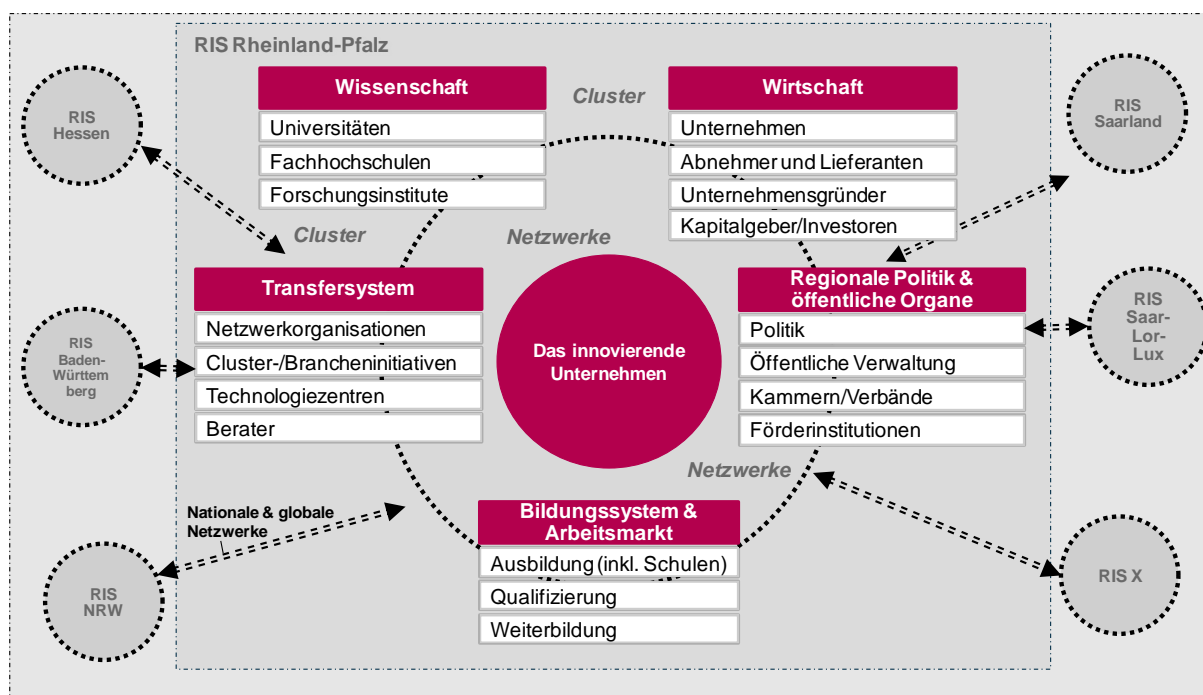 RIS Rheinland-Pfalz
Wissenschaft
Universitäten
Fachhochschulen
Forschungsinstitute
Cluster
Wirtschaft
Unternehmen
Abnehmer und Lieferanten
Unternehmensgründer
Kapitalgeber/Investoren
RIS
Hessen
RIS
Saarland
Cluster
Netzwerke
Transfersystem
Netzwerkorganisationen
Cluster-/Brancheninitiativen
Technologiezentren
Berater
Das innovierende
Unternehmen
Regionale Politik &
öffentliche Organe
Politik
Öffentliche Verwaltung
Kammern/Verbände
Förderinstitutionen
RIS
Baden-
Württem
berg
RIS
Saar-
Lor-
Lux
Netzwerke
Nationale & globale
Netzwerke
Bildungssystem &
Arbeitsmarkt
Ausbildung (inkl. Schulen)
Qualifizierung
Weiterbildung
RIS
NRW
RIS X